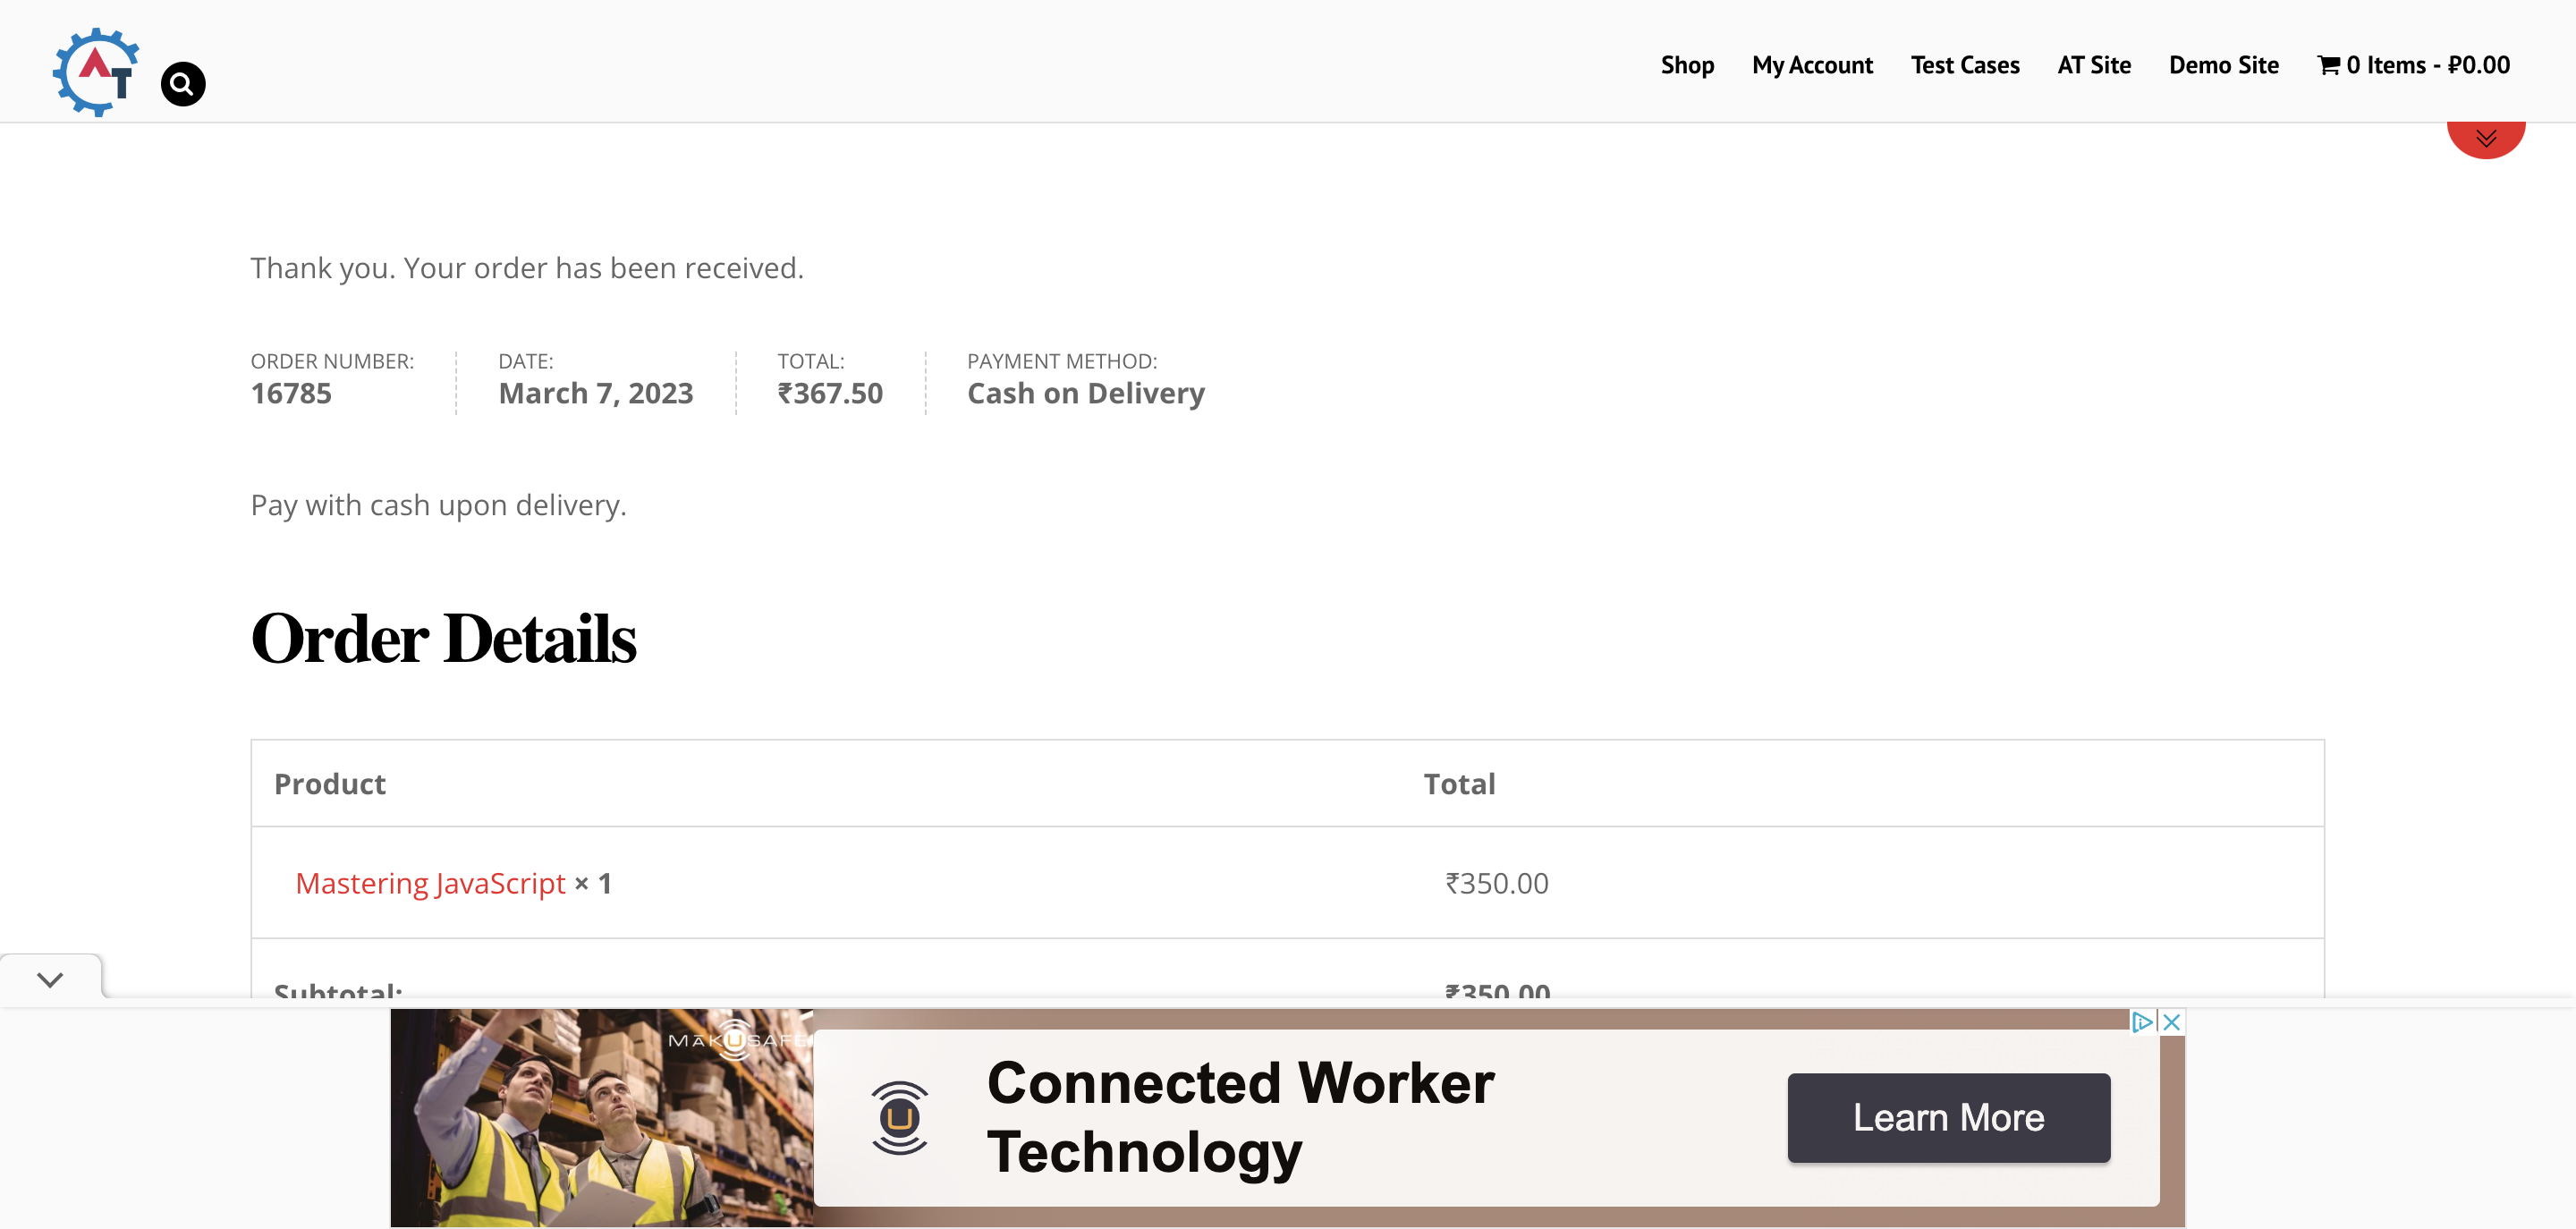 AT
Shop My Account Test Cases AT Site Demo Site 0 Items - ₽0.00
Thank you. Your order has been received.
ORDER NUMBER: DATE: TOTAL: PAYMENT METHOD:
16785 March 7, 2023 ₹367.50 Cash on Delivery
Pay with cash upon delivery.
Order Details
Product Total
Mastering JavaScript × 1 ₹350.00
Subtotal: ₹350.00
MĀKUSAFE
Connected Worker
Technology
Learn More